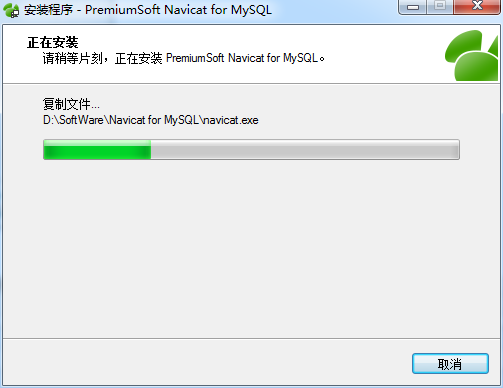 安装程序 - PremiumSoft Navicat for MySQL
正在安装
请稍等片刻，正在安装 PremiumSoft Navicat for MySQL。
复制文件...
D:\SoftWare\Navicat for MySQL\navicat.exe
取消